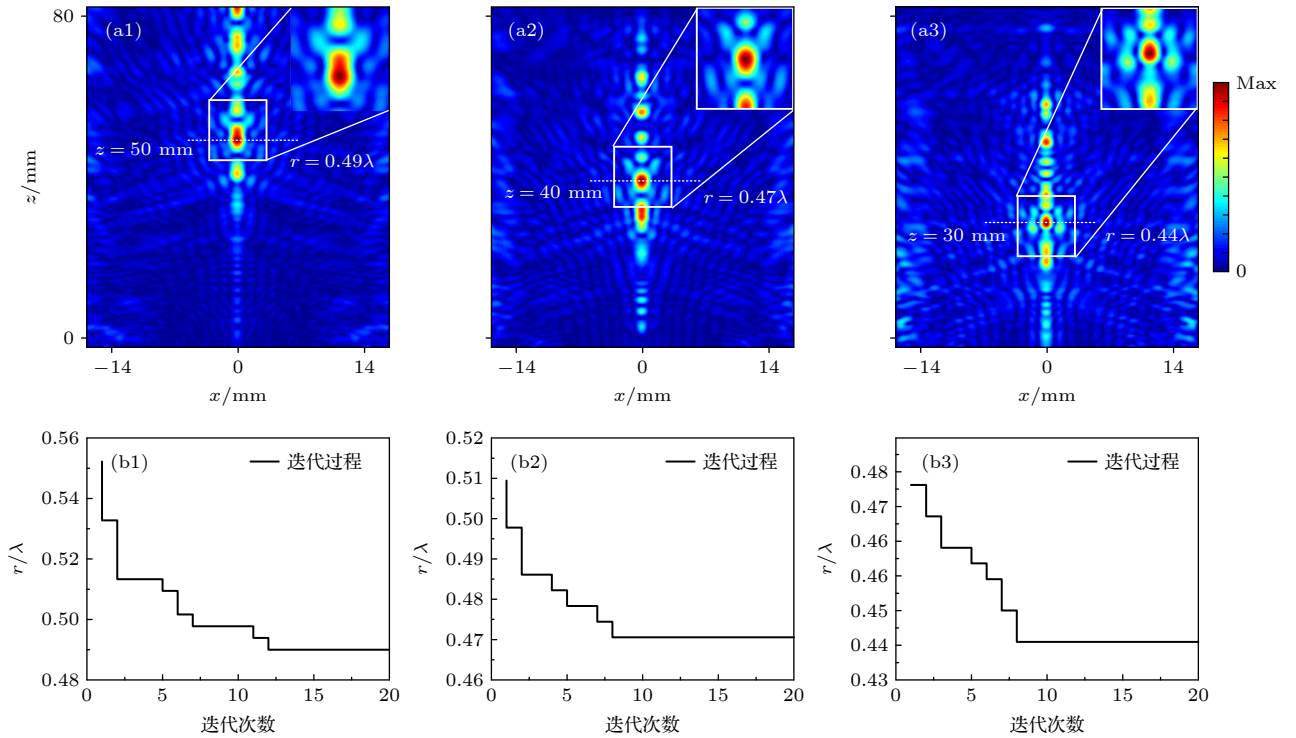 80
(a1)
z = 50 mm
r = 0.49λ
0
z/mm
−14
0
14
x/mm
(a2)
z = 40 mm
r = 0.47λ
−14
0
14
x/mm
(a3)
z = 30 mm
r = 0.44λ
−14
0
14
x/mm
Max
0
0.56
0.54
0.52
0.50
0.48
r/λ
(b1)
迭代过程
0
5
10
15
20
迭代次数
0.52
0.51
0.50
0.49
0.48
0.47
0.46
r/λ
(b2)
迭代过程
0
5
10
15
20
迭代次数
0.48
0.47
0.46
0.46
0.45
0.44
0.43
r/λ
(b3)
迭代过程
0
5
10
15
20
迭代次数